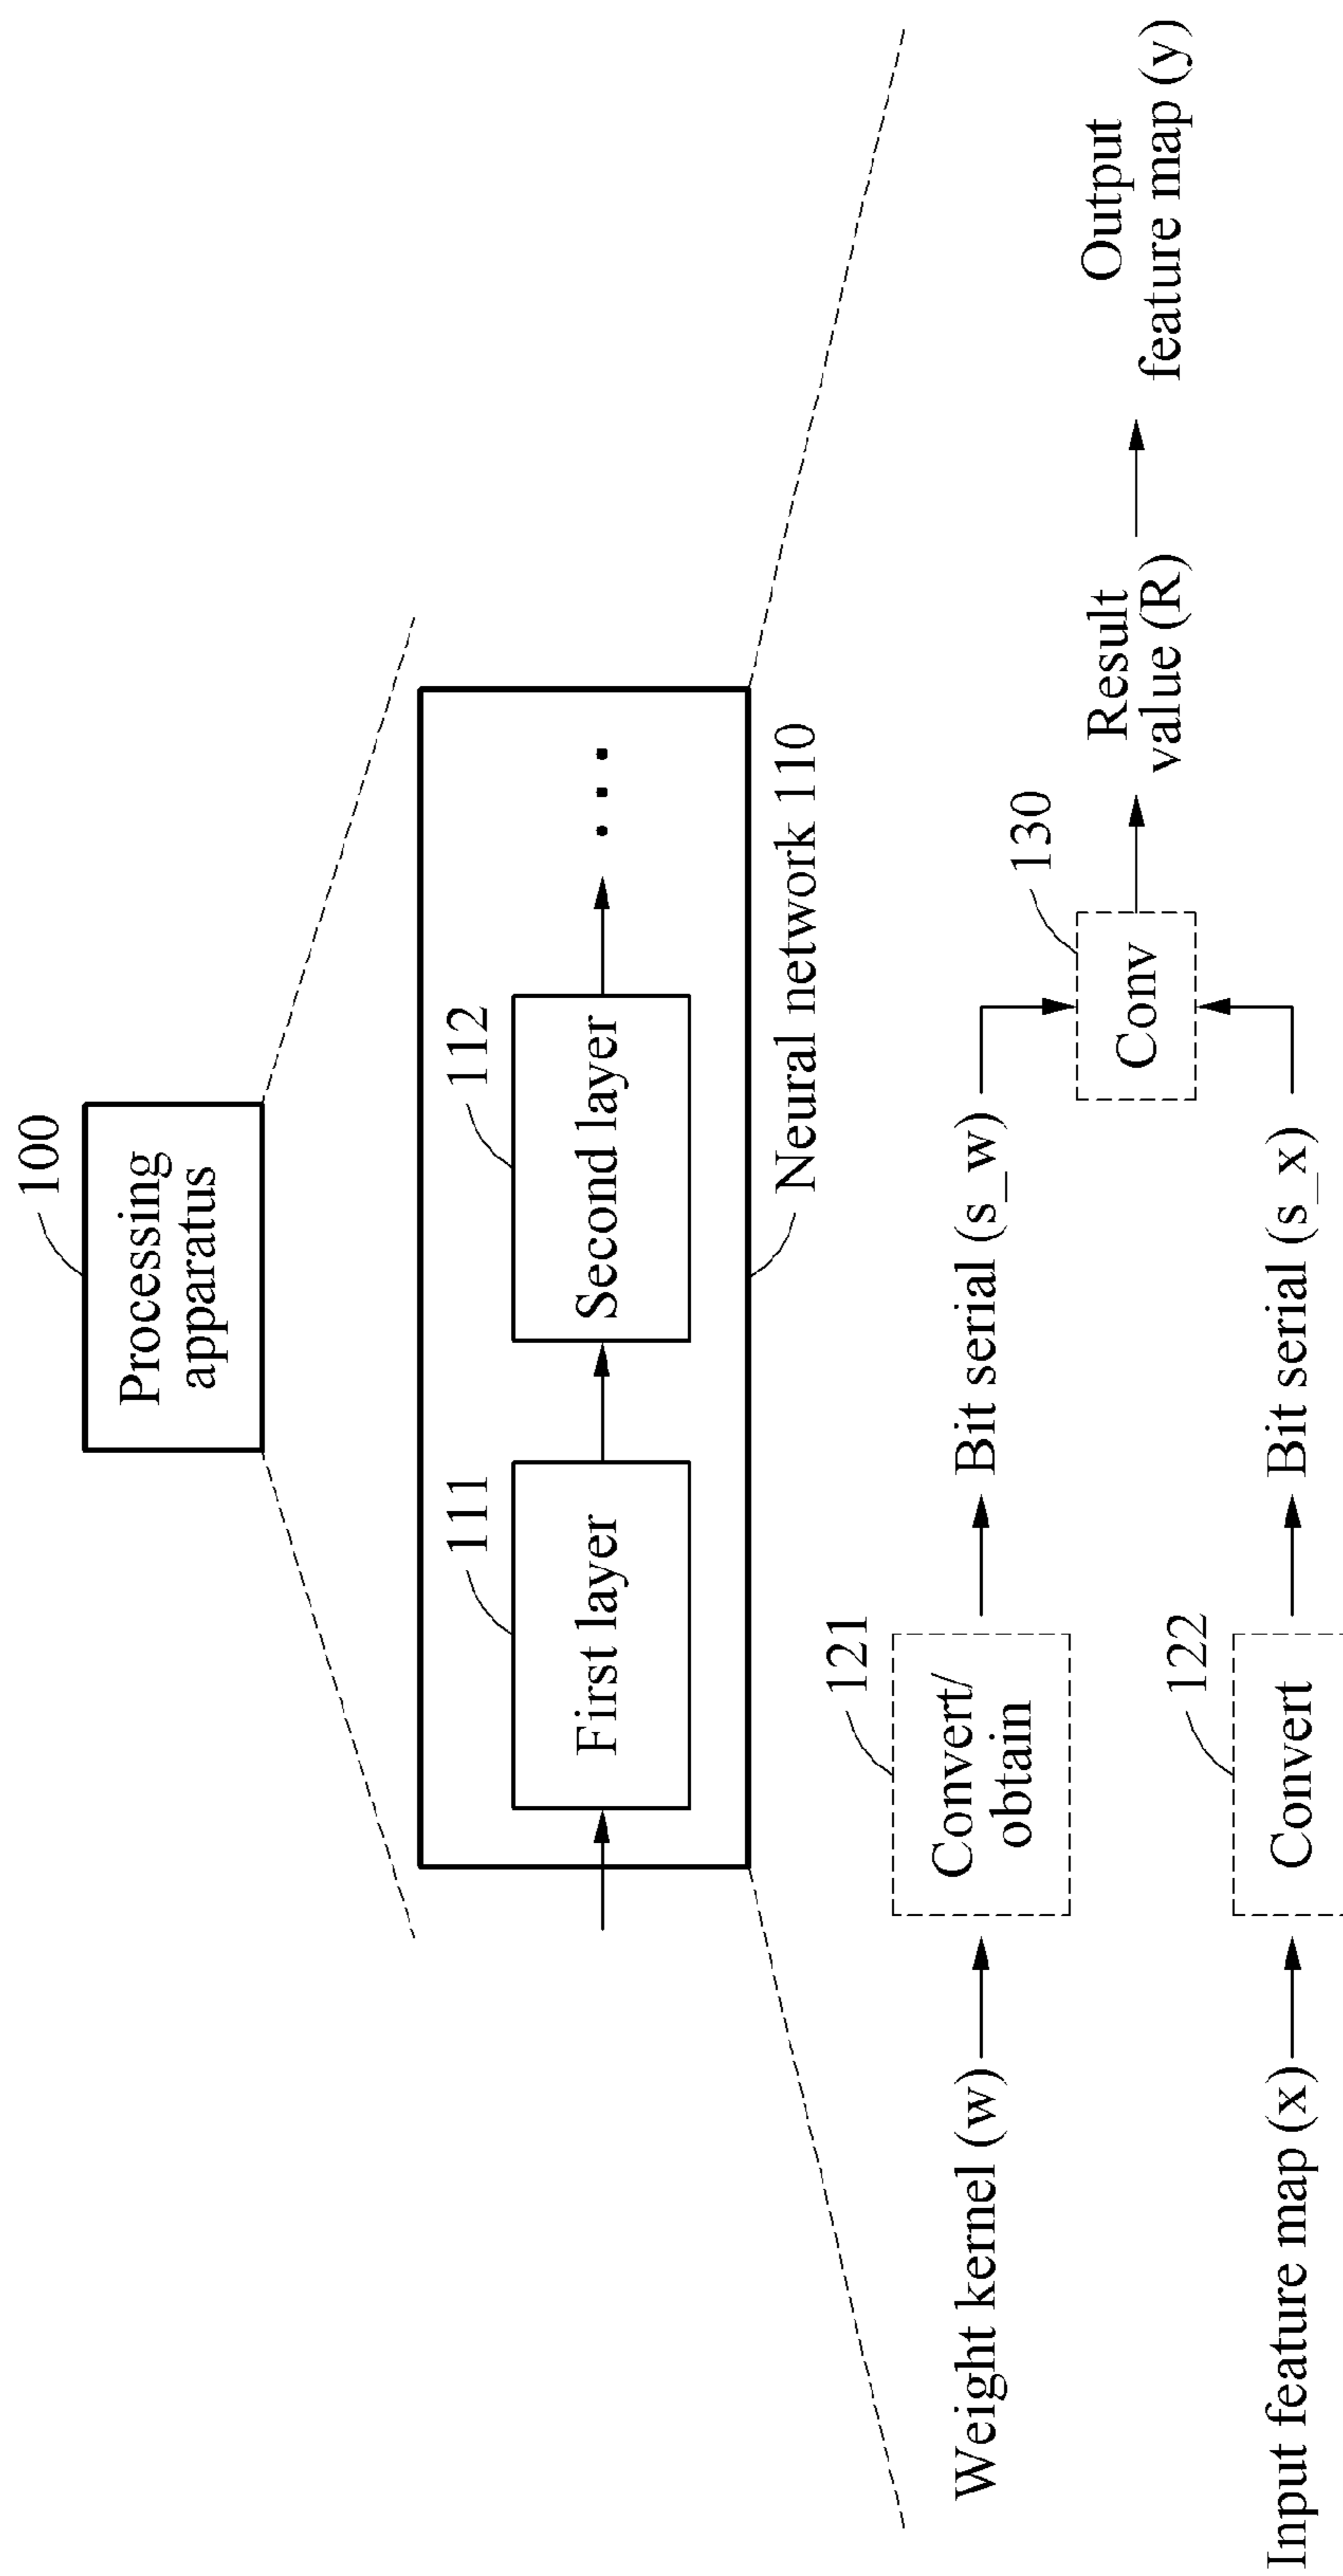 100
Processing
apparatus
111
First layer
112
Second layer
Neural network 110
121
Weight kernel (w)
Convert/
obtain
Bit serial (s_w)
130
Conv
Result
value (R)
Output
feature map (y)
122
Input feature map (x)
Convert
Bit serial (s_x)